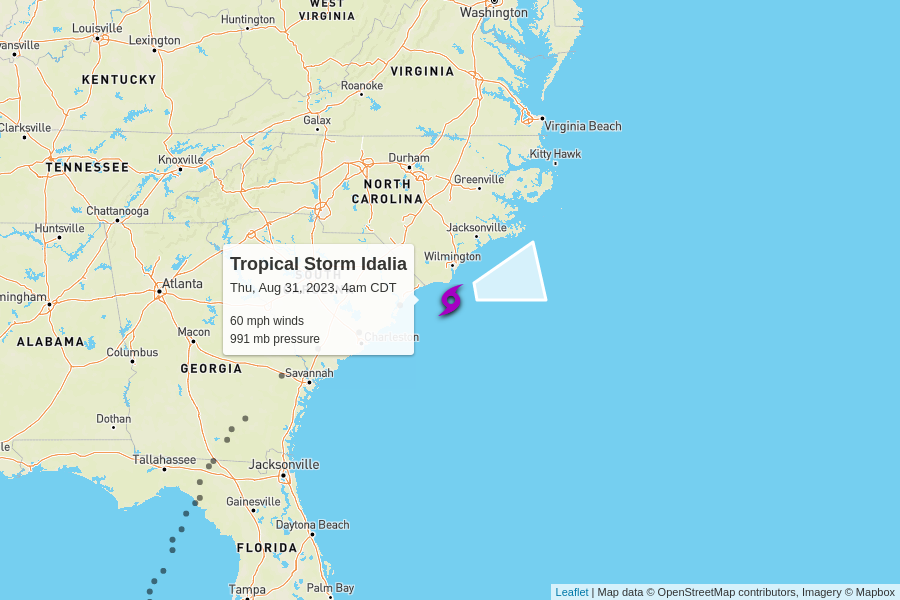 WEST
VIRGINIA
Washington
Huntington
Louisville
Lexington
vansville
KENTUCKY
VIRGINIA
Roanoke
Galax
Clarksville
Virginia Beach
Kitty Hawk
Knoxville
Durham
TENNESSEE
Greenville
NORTH
CAROLINA
Chattanooga
Huntsville
Jacksonville
Wilmington
Tropical Storm Idalia
SOUTH
Thu, Aug 31, 2023, 4am CDT
Atlanta
mingham
60 mph winds
Macon
991 mb pressure
Charleston
ALABAMA
Columbus
GEORGIA
Savannah
Dothan
le
Tallahassee
Jacksonville
Gainesville
Daytona Beach
FLORIDA
Tampa
Palm Bay
Leaflet | Map data © OpenStreetMap contributors, Imagery © Mapbox